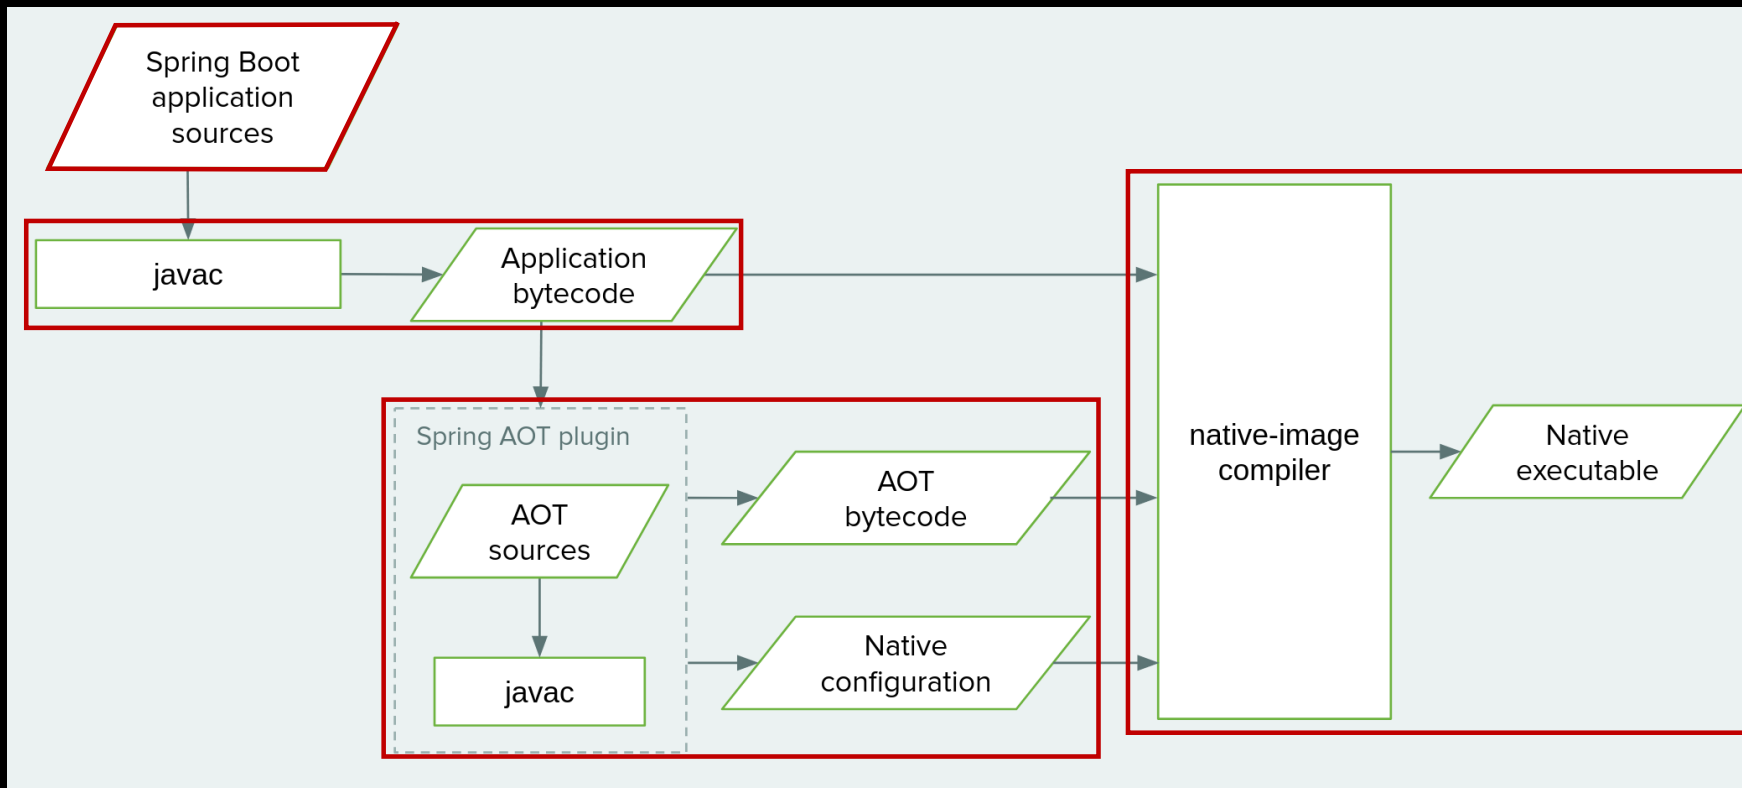 Spring Boot
application
sources
javac
Application
bytecode
Spring AOT plugin
AOT
sources
javac
AOT
bytecode
Native
configuration
native-image
compiler
Native
executable